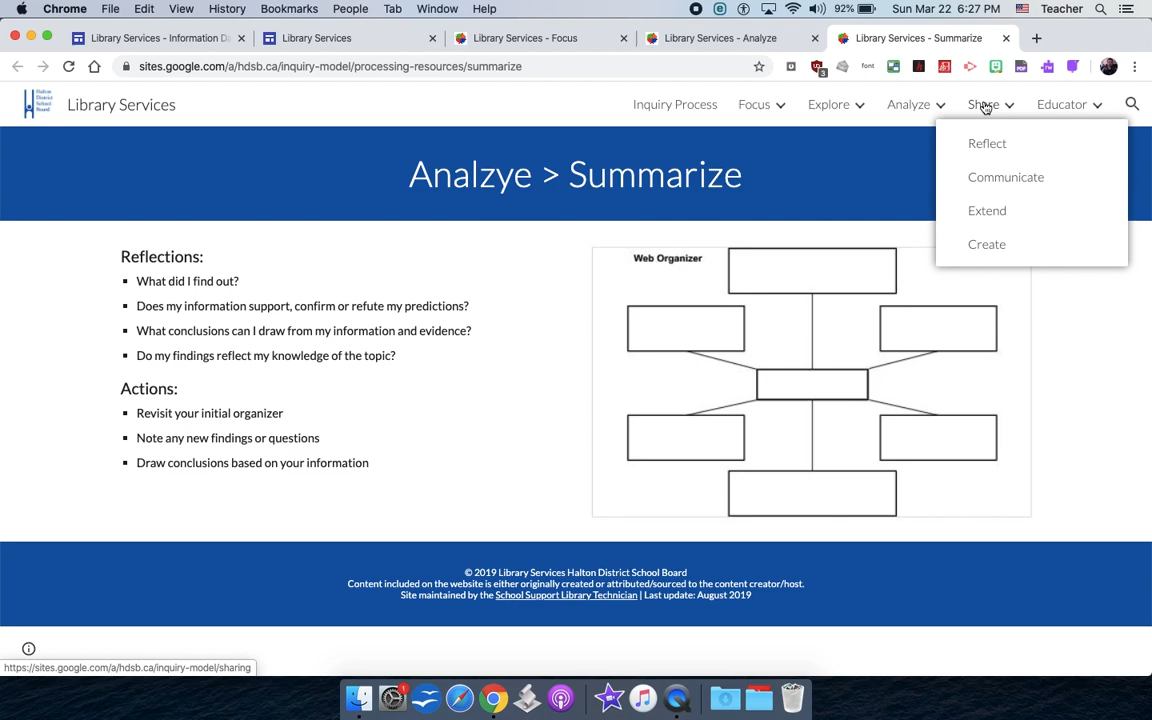 Chrome File Edit View History Bookmarks People Tab Window Help 92% Sun Mar 22 6:27 PM Teacher
Library Services - Information Da
Library Services
Library Services - Focus
Library Services - Analyze
Library Services - Summarize
sites.google.com/a/hdsb.ca/inquiry-model/processing-resources/summarize
3
font
Halton
District
School
Board
Library Services
Inquiry Process Focus Explore Analyze Share Educator
Reflect
Communicate
Extend
Create
Analzye > Summarize
Reflections:
▪ What did I find out?
▪ Does my information support, confirm or refute my predictions?
▪ What conclusions can I draw from my information and evidence?
▪ Do my findings reflect my knowledge of the topic?
Actions:
▪ Revisit your initial organizer
▪ Note any new findings or questions
▪ Draw conclusions based on your information
Web Organizer
© 2019 Library Services Halton District School Board
Content included on the website is either originally created or attributed/sourced to the content creator/host.
Site maintained by the School Support Library Technician | Last update: August 2019
https://sites.google.com/a/hdsb.ca/inquiry-model/sharing
1